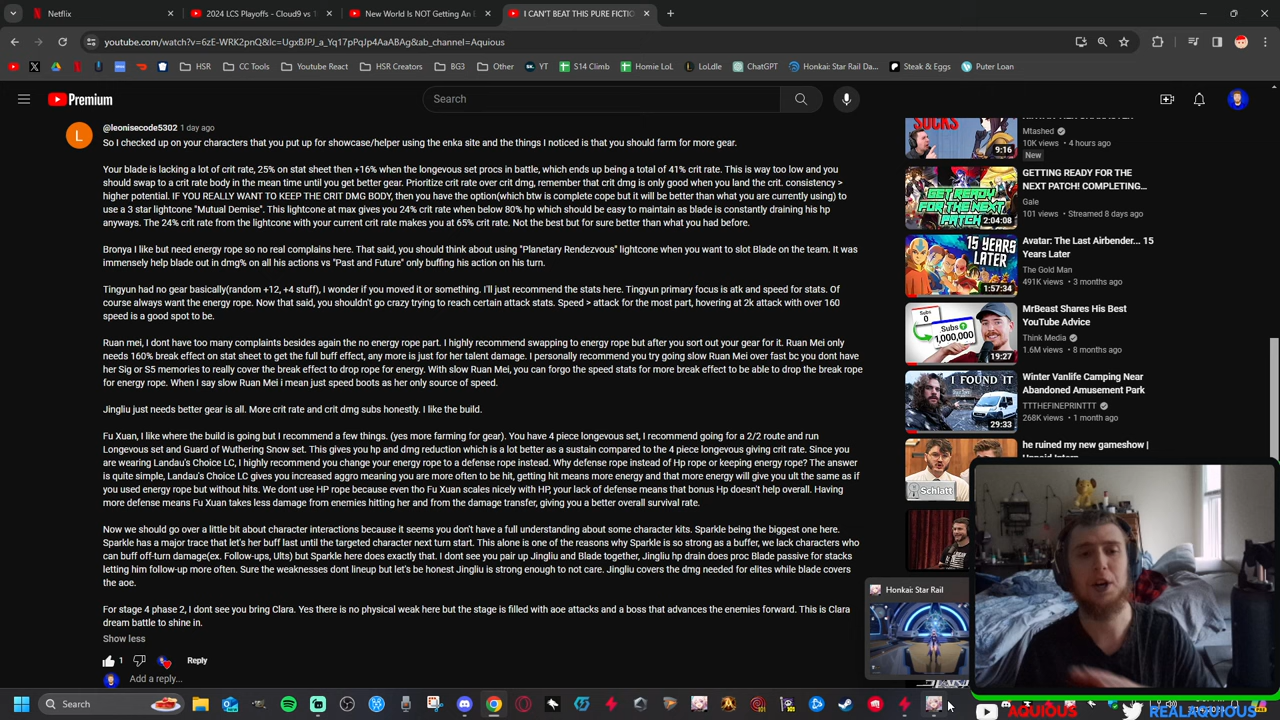 Netflix
2024 LCS Playoffs - Cloud9 vs
New World Is NOT Getting An
I CAN'T BEAT THIS PURE FICTIO
youtube.com/watch?v=6zE-WRK2pnQ&lc=UgxBJPJ_a_Yq17pPqJp4AaABAg&ab_channel=Aquious
HSR
CC Tools
Youtube React
HSR Creators
BG3
Other
YT
S14 Climb
Homie LoL
LoLdle
ChatGPT
Honkai: Star Rail Da...
Steak & Eggs
Puter Loan
Premium
Search
@leonisecode5302 1 day ago
So I checked up on your characters that you put up for showcase/helper using the enka site and the things I noticed is that you should farm for more gear.
Your blade is lacking a lot of crit rate, 25% on stat sheet then +16% when the longevous set procs in battle, which ends up being a total of 41% crit rate. This is way too low and you
should swap to a crit rate body in the mean time until you get better gear. Prioritize crit rate over crit dmg, remember that crit dmg is only good when you land the crit. consistency >
higher potential. IF YOU REALLY WANT TO KEEP THE CRIT DMG BODY, then you have the option(which btw is complete cope but it will be better than what you are currently using) to
use a 3 star lightcone "Mutual Demise". This lightcone at max gives you 24% crit rate when below 80% hp which should be easy to maintain as blade is constantly draining his hp
anyways. The 24% crit rate from the lightcone with your current crit rate makes you at 65% crit rate. Not the best but for sure better than what you had before.
Bronya I like but need energy rope so no real complains here. That said, you should think about using "Planetary Rendezvous" lightcone when you want to slot Blade on the team. It was
immensely help blade out in dmg% on all his actions vs "Past and Future" only buffing his action on his turn.
Tingyun had no gear basically(random +12, +4 stuff), I wonder if you moved it or something. I'll just recommend the stats here. Tingyun primary focus is atk and speed for stats. Of
course always want the energy rope. Now that said, you shouldn't go crazy trying to reach certain attack stats. Speed > attack for the most part, hovering at 2k attack with over 160
speed is a good spot to be.
Ruan mei, I dont have too many complaints besides again the no energy rope part. I highly recommend swapping to energy rope but after you sort out your gear for it. Ruan Mei only
needs 160% break effect on stat sheet to get the full buff effect, any more is just for her talent damage. I personally recommend you try going slow Ruan Mei over fast bc you dont have
her Sig or S5 memories to really cover the break effect to drop rope for energy. With slow Ruan Mei, you can forgo the speed stats for more break effect to be able to drop the break rope
for energy rope. When I say slow Ruan Mei i mean just speed boots as her only source of speed.
Jingliu just needs better gear is all. More crit rate and crit dmg subs honestly. I like the build.
Fu Xuan, I like where the build is going but I recommend a few things. (yes more farming for gear). You have 4 piece longevous set, I recommend going for a 2/2 route and run
Longevous set and Guard of Wuthering Snow set. This gives you hp and dmg reduction which is a lot better as a sustain compared to the 4 piece longevous giving crit rate. Since you
are wearing Landau's Choice LC, I highly recommend you change your energy rope to a defense rope instead. Why defense rope instead of Hp rope or keeping energy rope? The answer
is quite simple, Landau's Choice LC gives you increased aggro meaning you are more often to be hit, getting hit means more energy and that more energy will give you ult the same as if
you used energy rope but without hits. We dont use HP rope because even tho Fu Xuan scales nicely with HP, your lack of defense means that bonus Hp doesn't help overall. Having
more defense means Fu Xuan takes less damage from enemies hitting her and from the damage transfer, giving you a better overall survival rate.
Now we should go over a little bit about character interactions because it seems you don't have a full understanding about some character kits. Sparkle being the biggest one here.
Sparkle has a major trace that let's her buff last until the targeted character next turn start. This alone is one of the reasons why Sparkle is so strong as a buffer, we lack characters who
can buff off-turn damage(ex. Follow-ups, Ults) but Sparkle here does exactly that. I dont see you pair up Jingliu and Blade together, Jingliu hp drain does proc Blade passive for stacks
letting him follow-up more often. Sure the weaknesses dont lineup but let's be honest Jingliu is strong enough to not care. Jingliu covers the dmg needed for elites while blade covers
the aoe.
For stage 4 phase 2, I dont see you bring Clara. Yes there is no physical weak here but the stage is filled with aoe attacks and a boss that advances the enemies forward. This is Clara
dream battle to shine in.
Show less
1
Reply
Add a reply...
SOCKS
9:16
Mtashed
10K views • 4 hours ago
New
GET READY FOR THE NEXT PATCH
2:04:08
GETTING READY FOR THE
NEXT PATCH! COMPLETING...
Gale
101 views • Streamed 8 days ago
15 YEARS LATER
1:57:34
Avatar: The Last Airbender... 15
Years Later
The Gold Man
491K views • 3 months ago
Subs 0
Subs 1,000,000
19:27
MrBeast Shares His Best
YouTube Advice
Think Media
1.6M views • 8 months ago
I FOUND IT
29:33
Winter Vanlife Camping Near
Abandoned Amusement Park
TTTHEFINEPRINTTT
268K views • 1 month ago
he ruined my new gameshow |
Schlatt
Honkai: Star Rail
Search
AQUIOUS
REALAQUIOUS